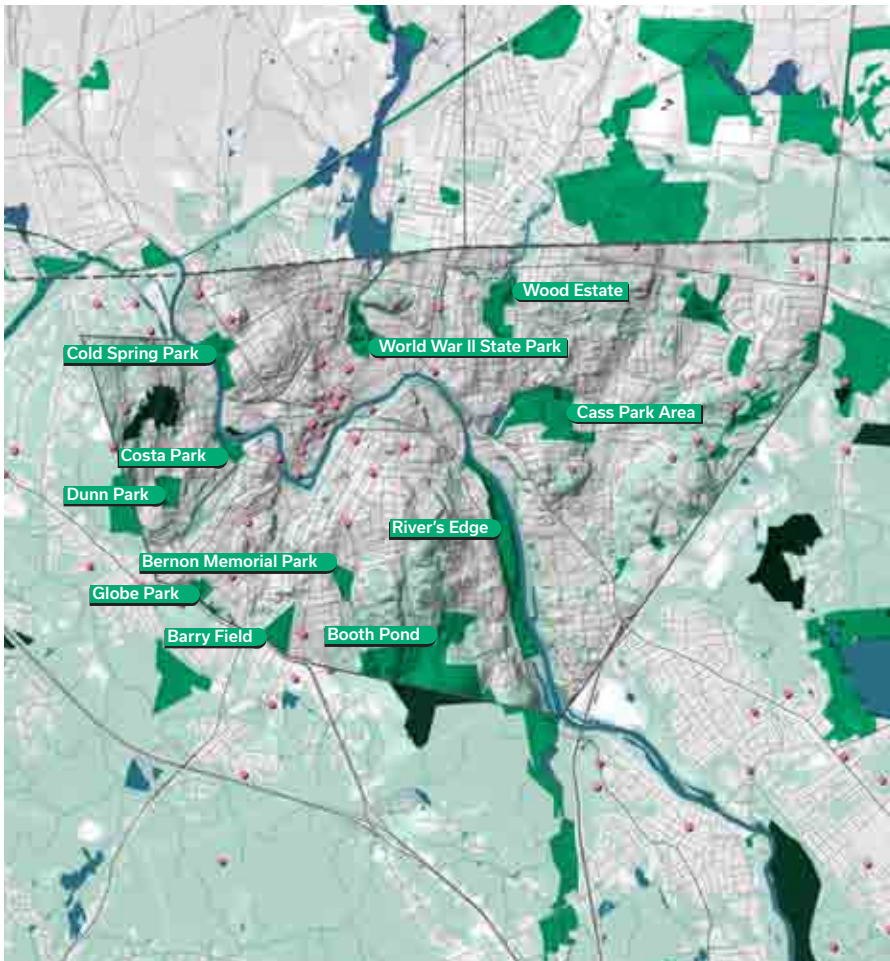 Wood Estate
World War II State Park
Cold Spring Park
Cass Park Area
Costa Park
Dunn Park
River's Edge
Bernon Memorial Park
Globe Park
Barry Field
Booth Pond